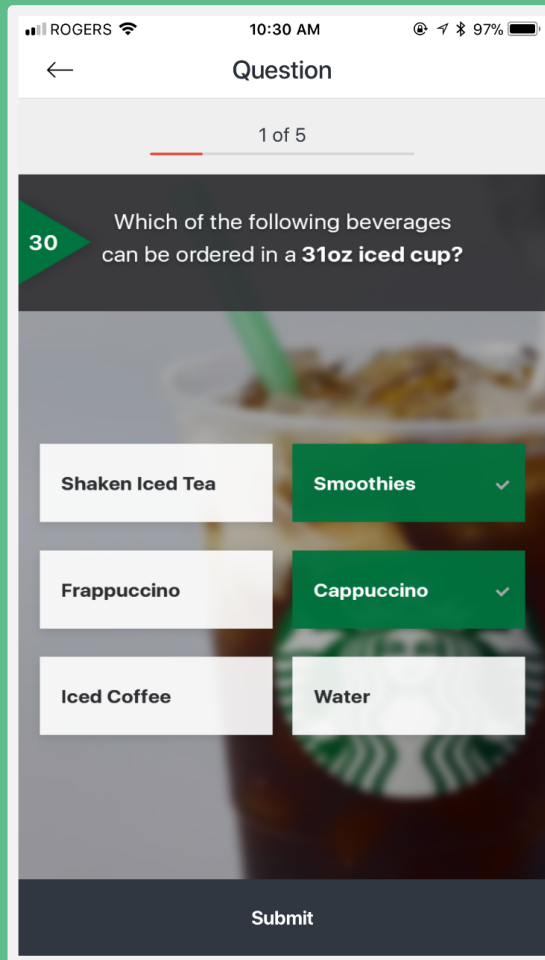 ROGERS 10:30 AM 97%
Question
1 of 5
30
Which of the following beverages
can be ordered in a 31oz iced cup?
Shaken Iced Tea
Smoothies
Frappuccino
Cappuccino
Iced Coffee
Water
Submit